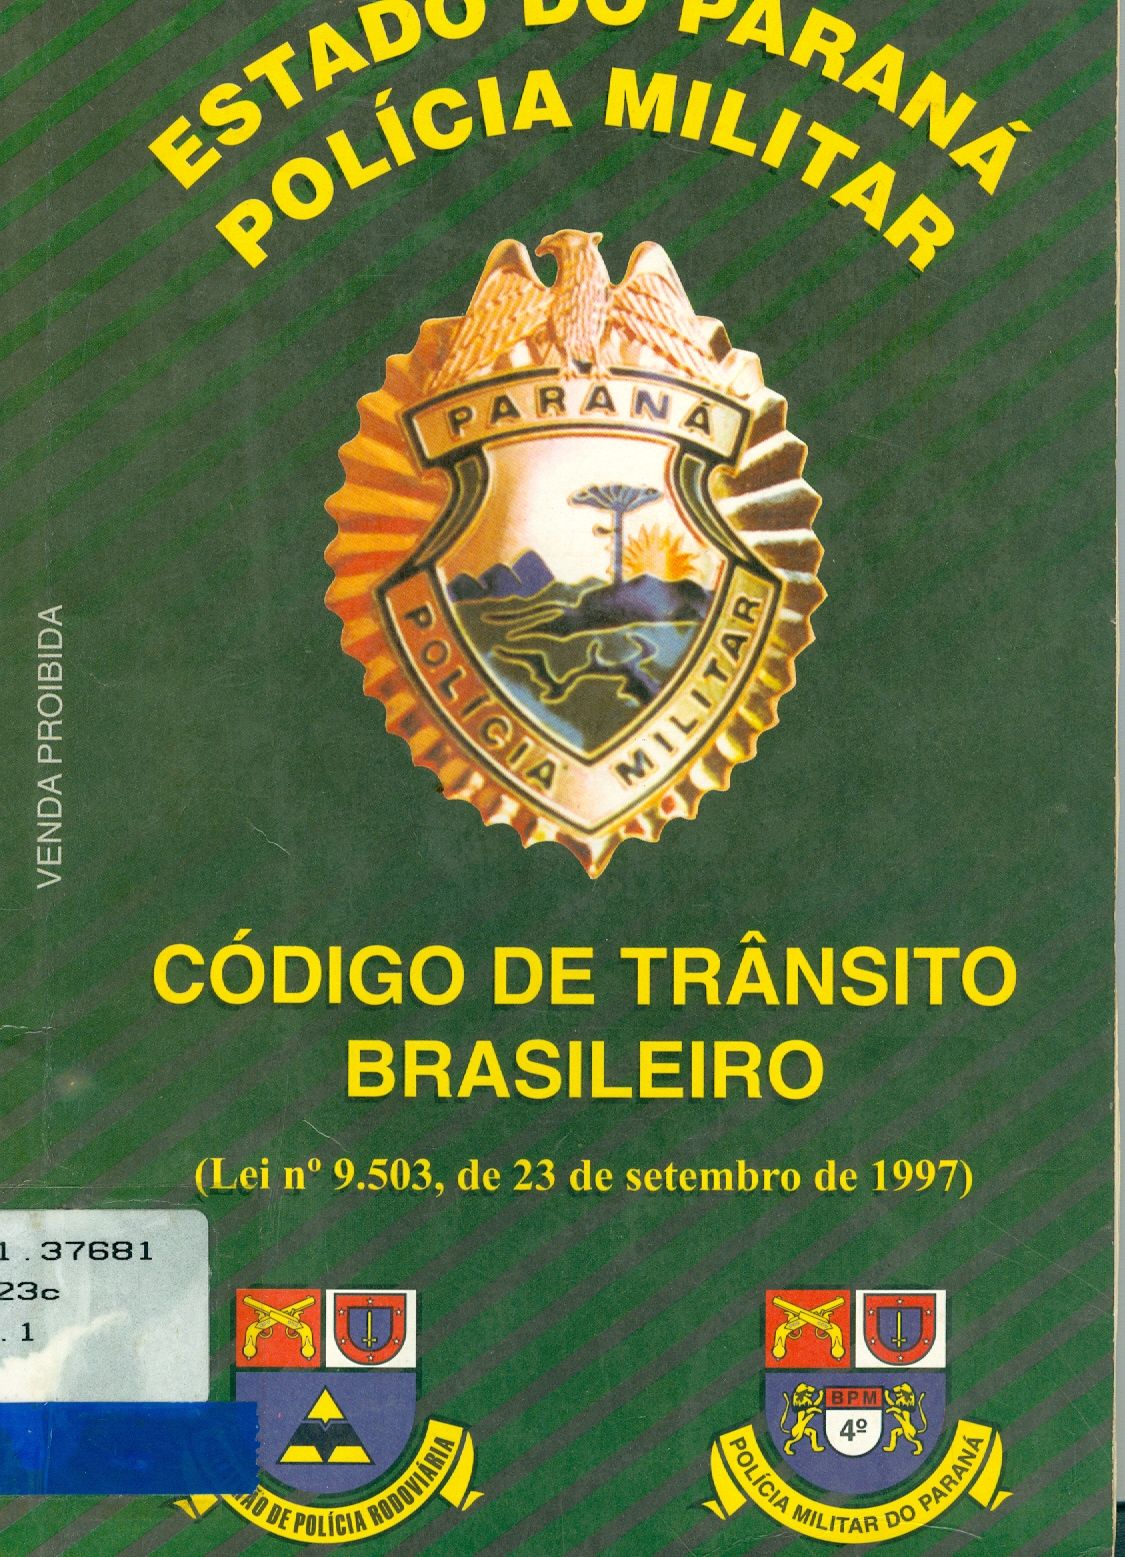 ESTADO DO PARANÁ
POLÍCIA MILITAR
PARANÁ
POLÍCIA MILITAR
VENDA PROIBIDA
CÓDIGO DE TRÂNSITO
BRASILEIRO
(Lei nº 9.503, de 23 de setembro de 1997)
1.37681
23c
.1
DE POLÍCIA RODOVIÁRIA
BPM
4º
POLÍCIA MILITAR DO PARANÁ